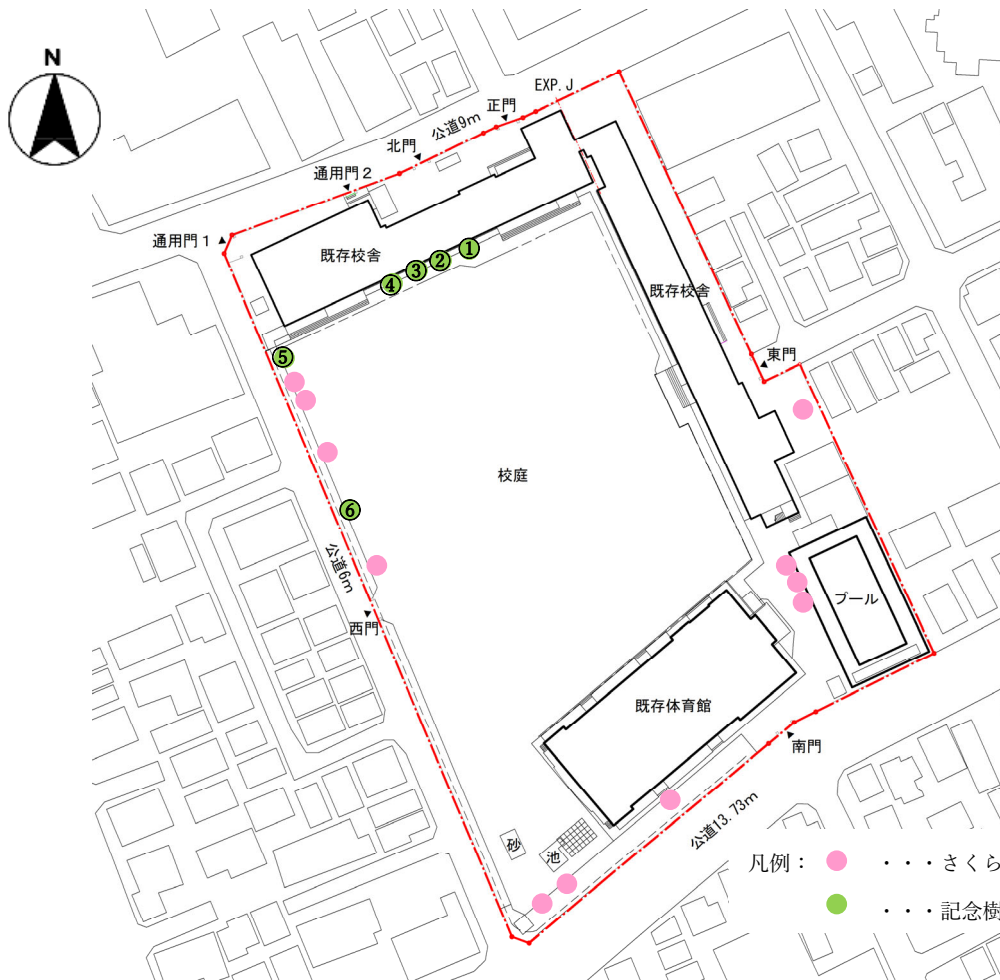 N
EXP.J
正門
公道9m
北門
通用門2
通用門1
既存校舎
①
②
③
④
既存校舎
⑤
東門
校庭
⑥
公道6m
プール
西門
既存体育館
南門
公道13.73m
砂
池
凡例： ・・・さくら
・・・記念樹